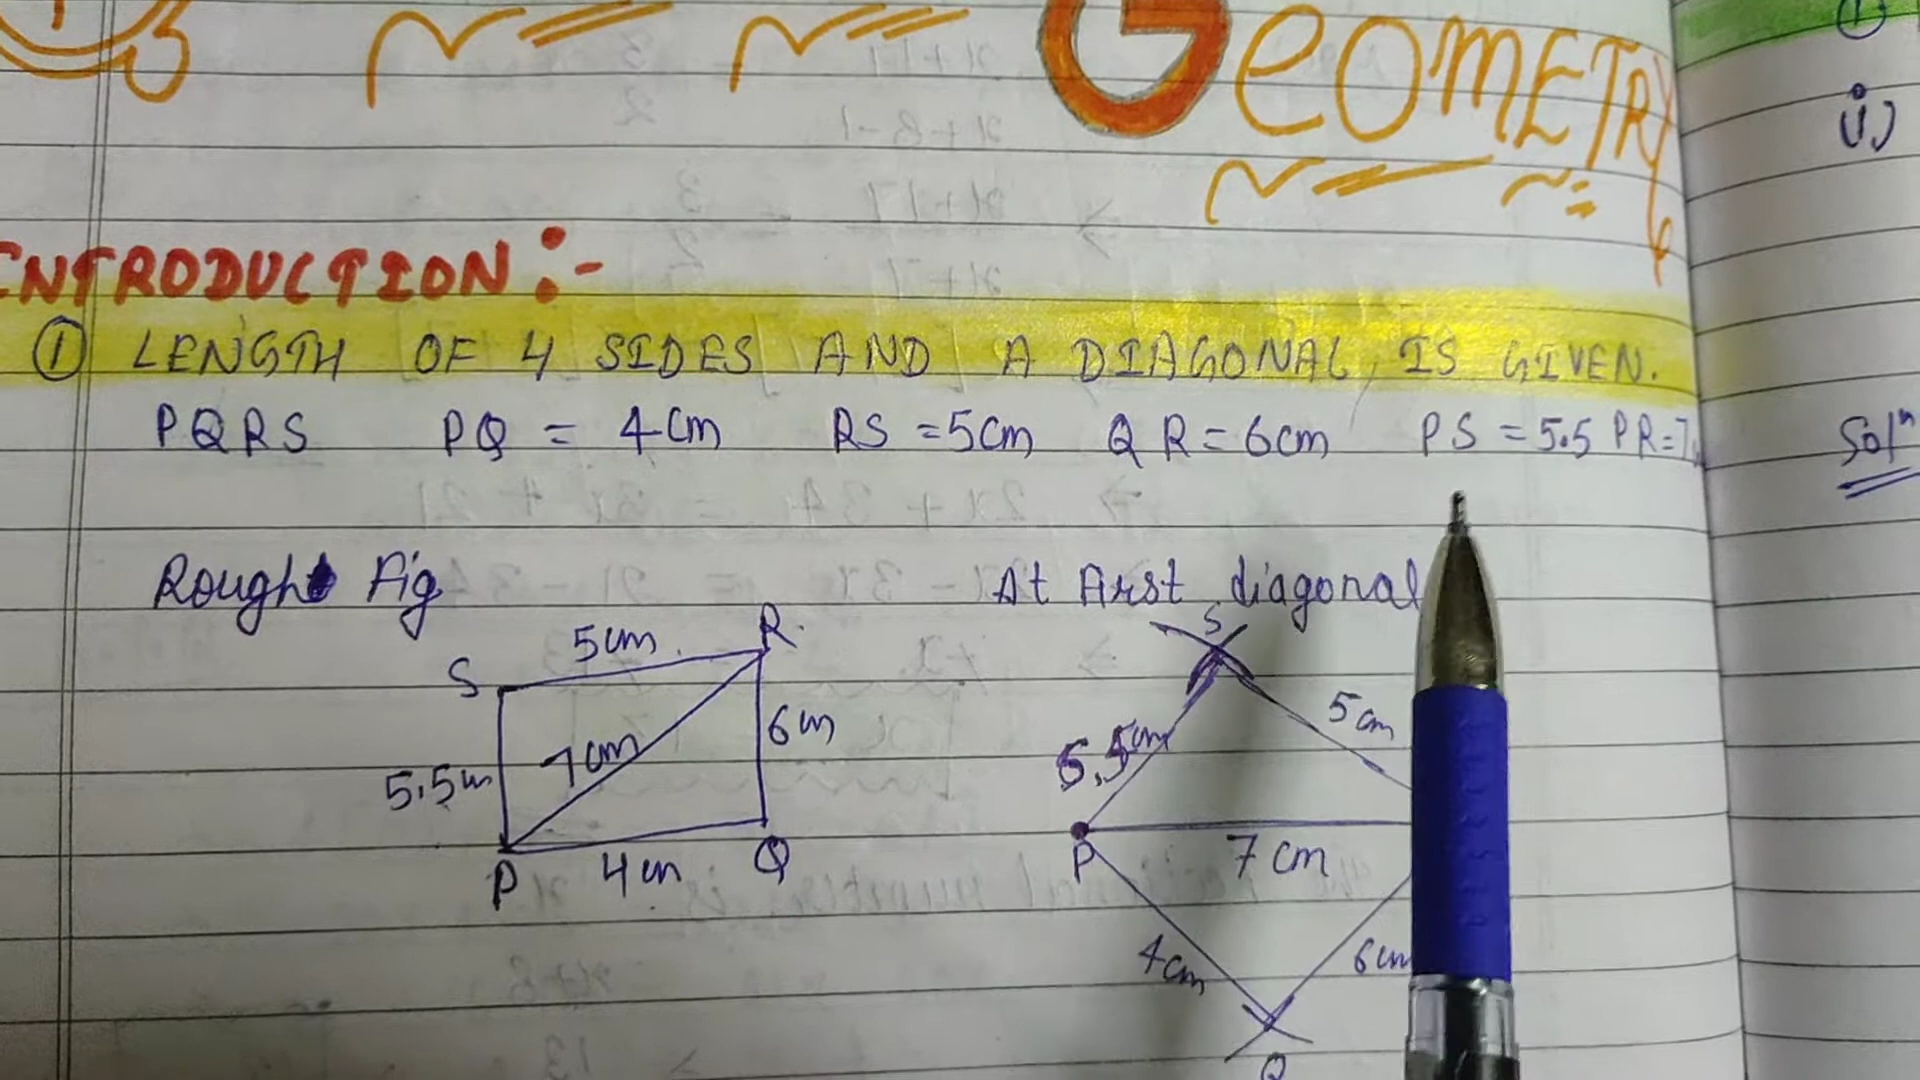 GEOMETRY
INTRODUCTION :-
① LENGTH OF 4 SIDES AND A DIAGONAL IS GIVEN.
PQRS PQ = 4cm RS = 5cm QR = 6cm PS = 5.5 PR = 7
Rough Fig
At first diagonal
S 5cm R
5.5cm 7cm 6cm
P 4cm Q
S
5.5cm 5cm
P 7cm
4cm 6cm
Q
i)
Solⁿ